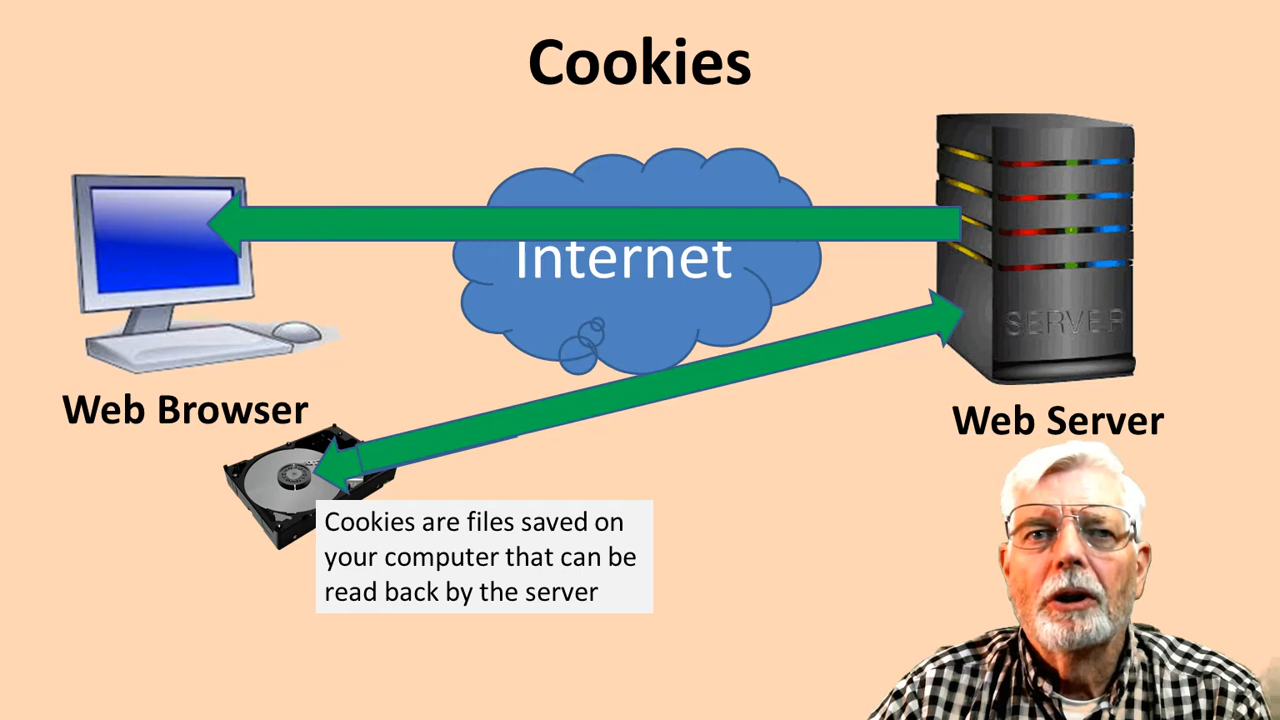 Cookies
Internet
SERVER
Web Browser
Web Server
Cookies are files saved on
your computer that can be
read back by the server